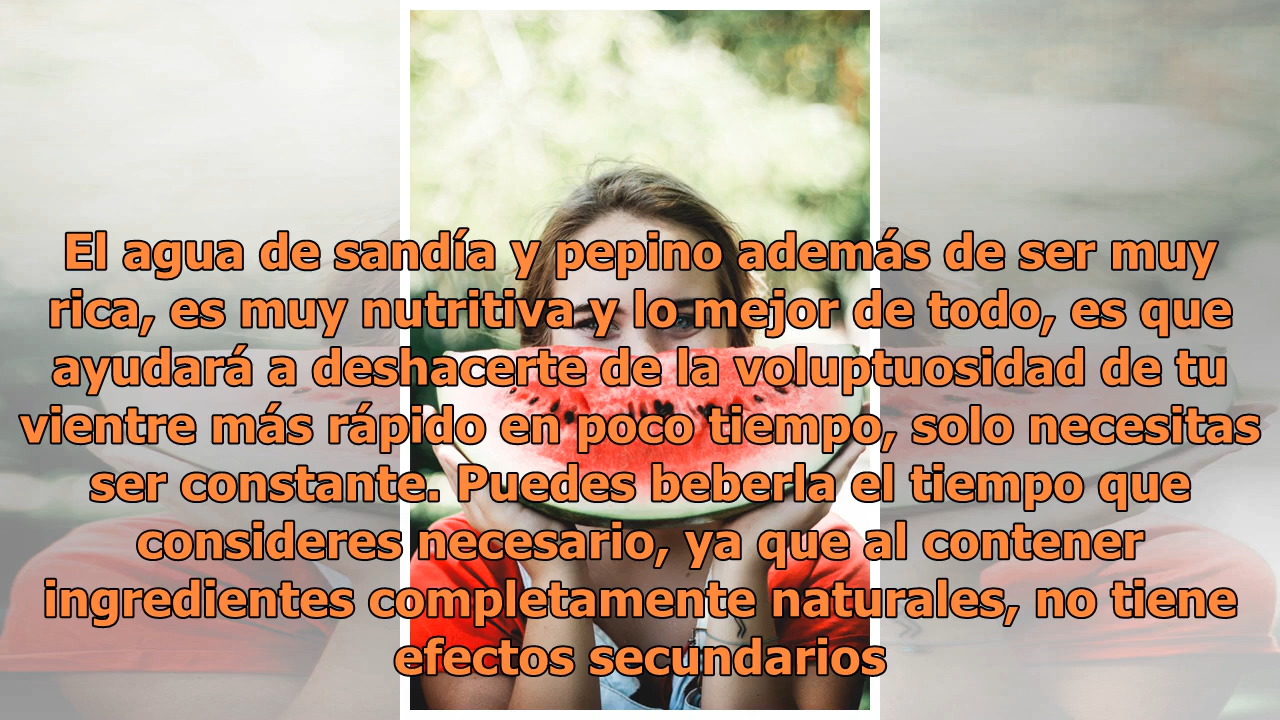 El agua de sandía y pepino además de ser muy
rica, es muy nutritiva y lo mejor de todo, es que
ayudará a deshacerte de la voluptuosidad de tu
vientre más rápido en poco tiempo, solo necesitas
ser constante. Puedes beberla el tiempo que
consideres necesario, ya que al contener
ingredientes completamente naturales, no tiene
efectos secundarios